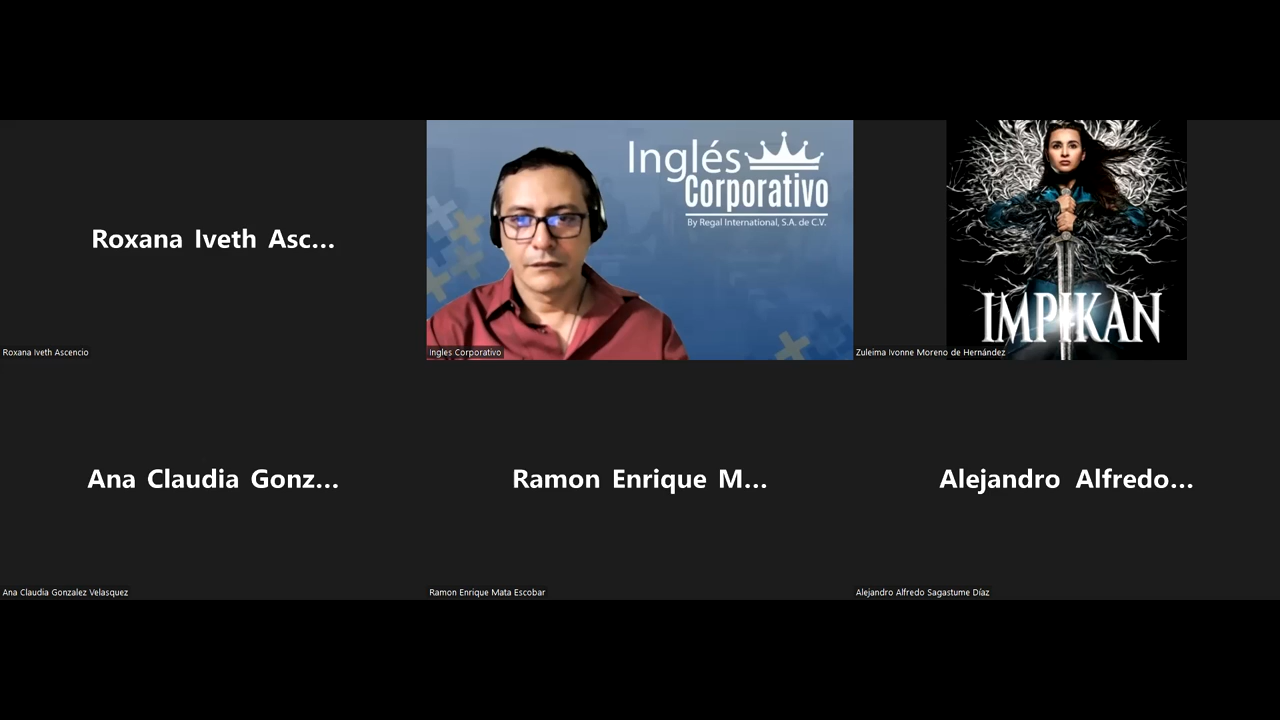 Roxana Iveth Asc...
Roxana Iveth Ascencio
Inglés
Corporativo
By Regal International, S.A. de C.V.
Ingles Corporativo
IMPIKAN
Zuleima Ivonne Moreno de Hernández
Ana Claudia Gonz...
Ana Claudia Gonzalez Velasquez
Ramon Enrique M...
Ramon Enrique Mata Escobar
Alejandro Alfredo...
Alejandro Alfredo Sagastume Díaz